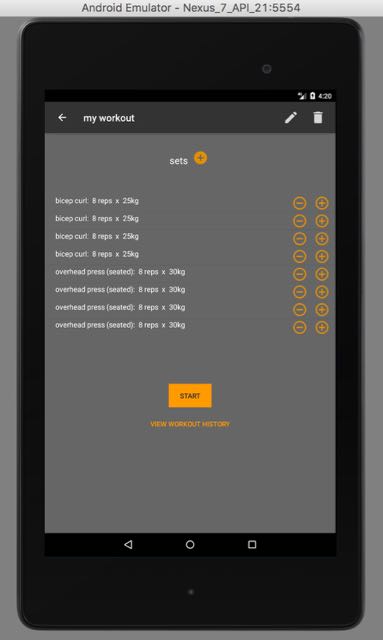 Android Emulator - Nexus_7_API_21:5554
4:20
my workout
sets
bicep curl: 8 reps x 25kg
bicep curl: 8 reps x 25kg
bicep curl: 8 reps x 25kg
bicep curl: 8 reps x 25kg
overhead press (seated): 8 reps x 30kg
overhead press (seated): 8 reps x 30kg
overhead press (seated): 8 reps x 30kg
overhead press (seated): 8 reps x 30kg
START
VIEW WORKOUT HISTORY